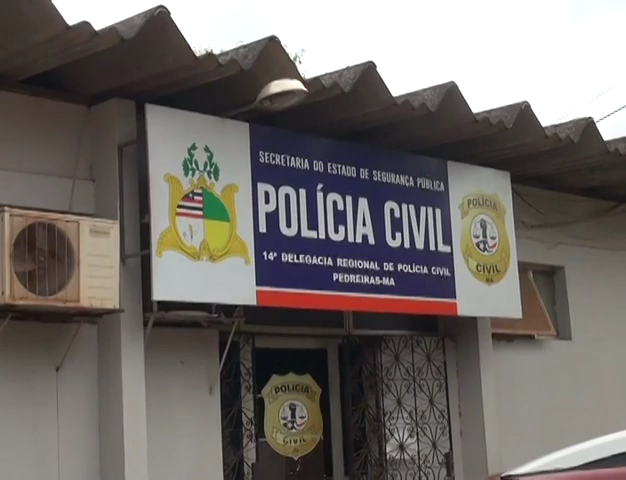 SECRETARIA DO ESTADO DE SEGURANÇA PÚBLICA
POLÍCIA CIVIL
14ª DELEGACIA REGIONAL DE POLÍCIA CIVIL
PEDREIRAS-MA
POLÍCIA
CIVIL
MA
POLÍCIA
CIVIL